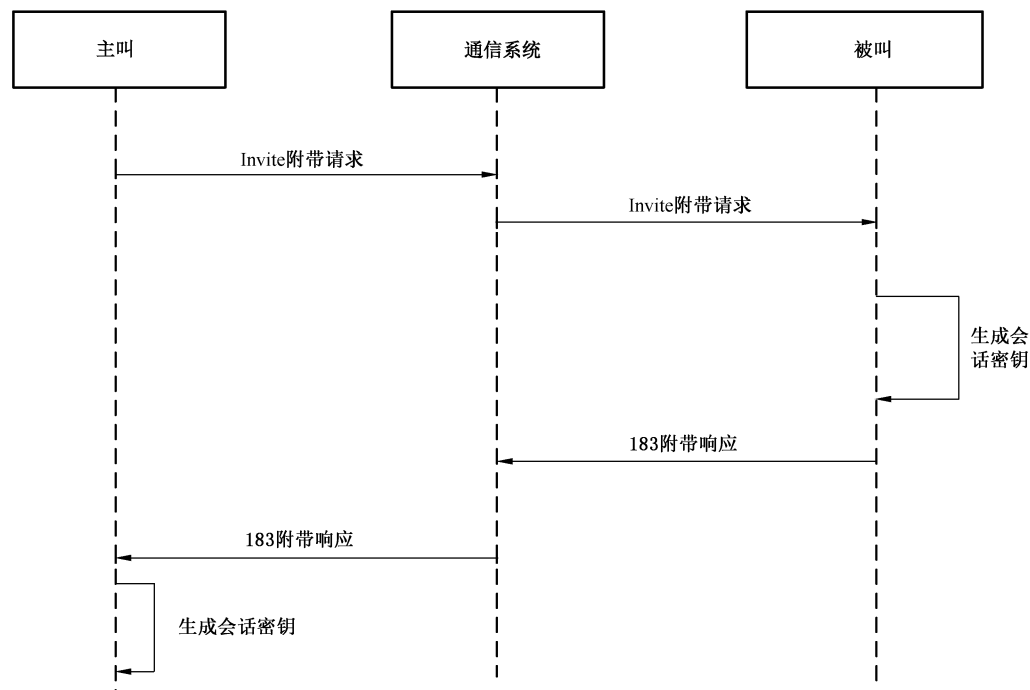 主叫
通信系统
被叫
Invite附带请求
Invite附带请求
生成会
话密钥
183附带响应
183附带响应
生成会话密钥